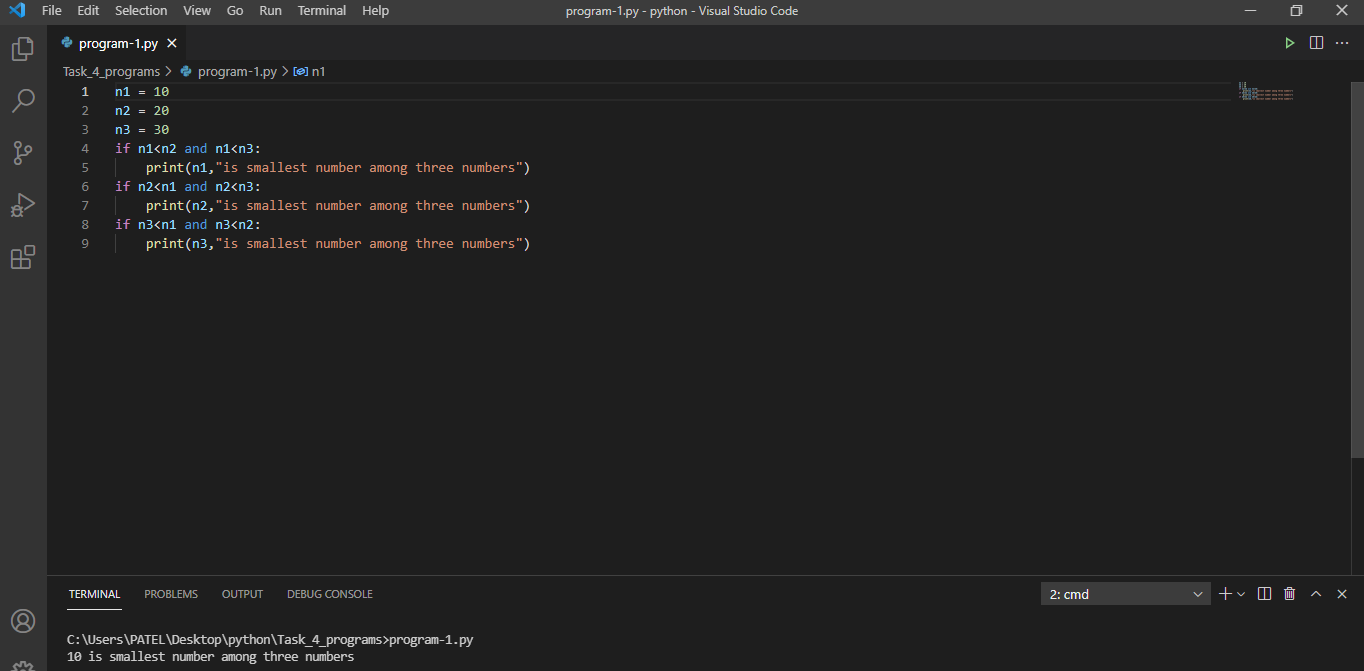 File Edit Selection View Go Run Terminal Help program-1.py - python - Visual Studio Code
program-1.py
Task_4_programs > program-1.py > n1
1 n1 = 10
2 n2 = 20
3 n3 = 30
4 if n1<n2 and n1<n3:
5     print(n1,"is smallest number among three numbers")
6 if n2<n1 and n2<n3:
7     print(n2,"is smallest number among three numbers")
8 if n3<n1 and n3<n2:
9     print(n3,"is smallest number among three numbers")
TERMINAL PROBLEMS OUTPUT DEBUG CONSOLE 2: cmd
C:\Users\PATEL\Desktop\python\Task_4_programs>program-1.py
10 is smallest number among three numbers